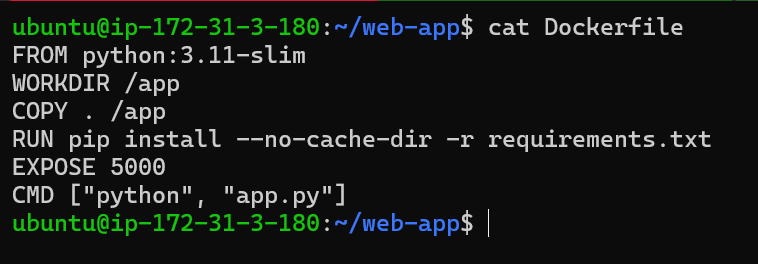 ubuntu@ip-172-31-3-180:~/web-app$ cat Dockerfile
FROM python:3.11-slim
WORKDIR /app
COPY . /app
RUN pip install --no-cache-dir -r requirements.txt
EXPOSE 5000
CMD ["python", "app.py"]
ubuntu@ip-172-31-3-180:~/web-app$